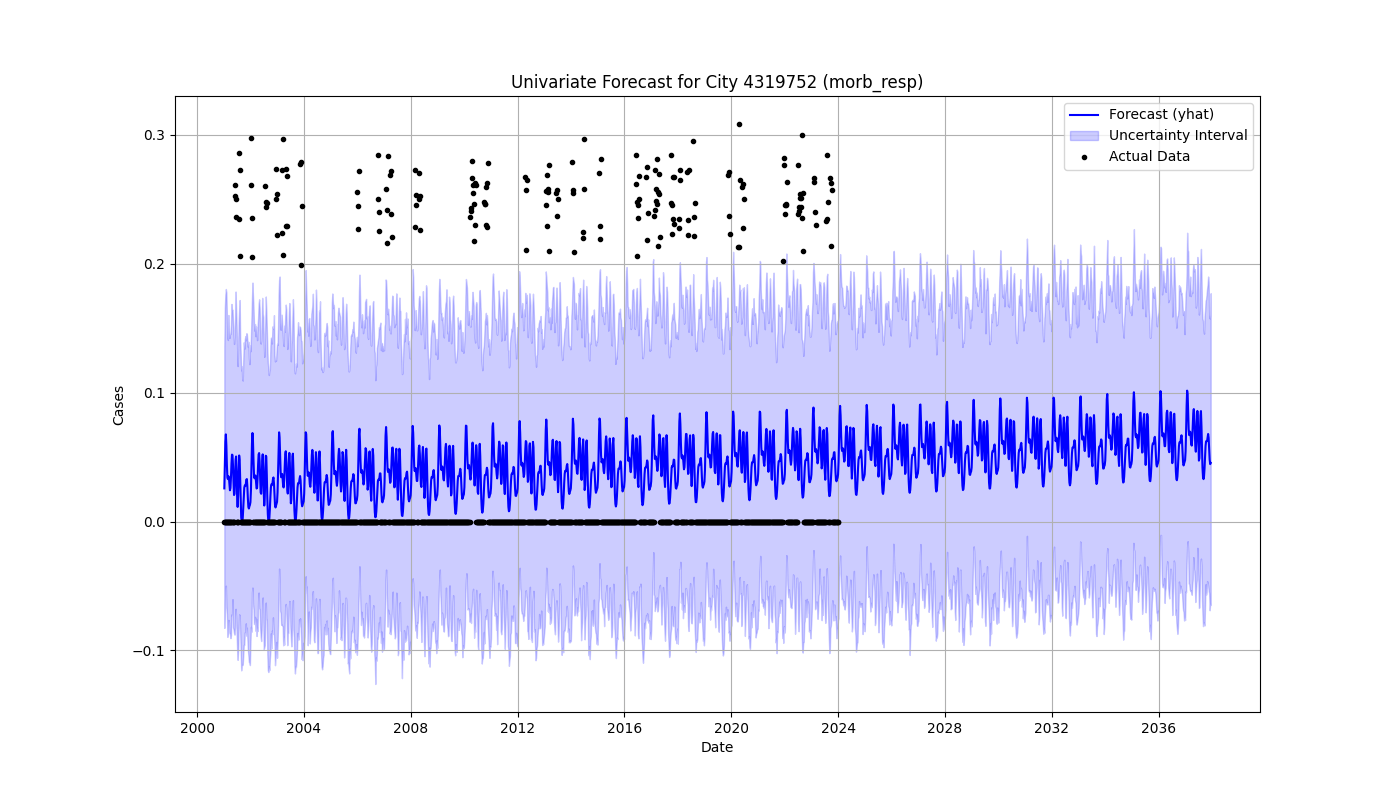 Univariate Forecast for City 4319752 (morb_resp)
Forecast (yhat)
Uncertainty Interval
Actual Data
Cases
0.3
0.2
0.1
0.0
−0.1
2000 2004 2008 2012 2016 2020 2024 2028 2032 2036
Date